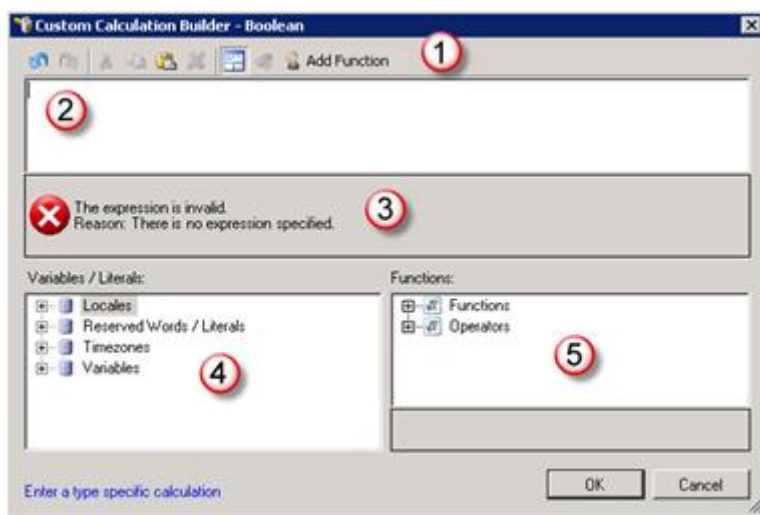 Custom Calculation Builder - Boolean
Add Function
1
2
The expression is invalid.
Reason: There is no expression specified.
3
Variables / Literals:
Functions:
Locales
Reserved Words / Literals
Timezones
Variables
4
Functions
Operators
5
Enter a type specific calculation
OK
Cancel